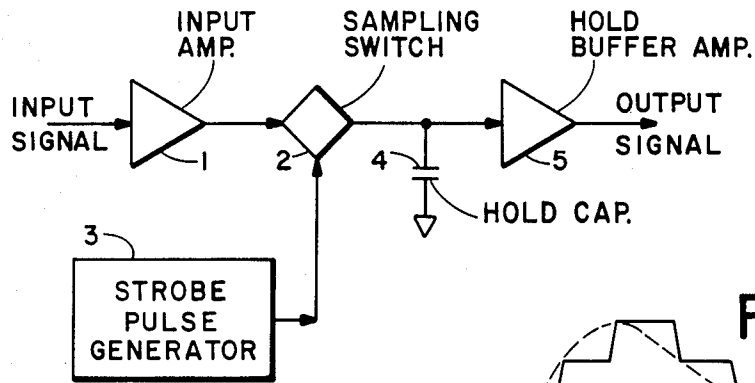 INPUT
AMP.
SAMPLING
SWITCH
HOLD
BUFFER AMP.
INPUT
SIGNAL
1
2
4
5
OUTPUT
SIGNAL
HOLD CAP.
3
STROBE
PULSE
GENERATOR